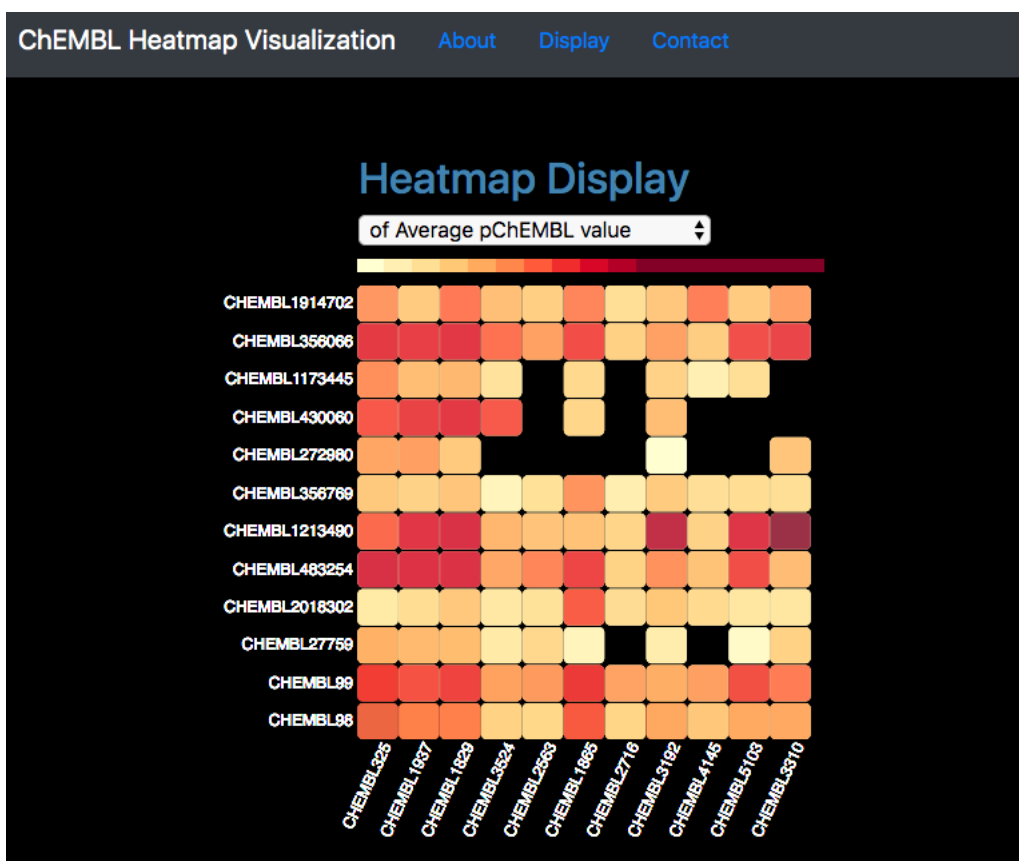 ChEMBL Heatmap Visualization About Display Contact
Heatmap Display
of Average pChEMBL value
CHEMBL1914702
CHEMBL356066
CHEMBL1173445
CHEMBL430060
CHEMBL272980
CHEMBL356769
CHEMBL1213490
CHEMBL483254
CHEMBL2018302
CHEMBL27759
CHEMBL99
CHEMBL98
CHEMBL325
CHEMBL1937
CHEMBL1829
CHEMBL3524
CHEMBL2563
CHEMBL1865
CHEMBL2716
CHEMBL3192
CHEMBL4145
CHEMBL5103
CHEMBL3310